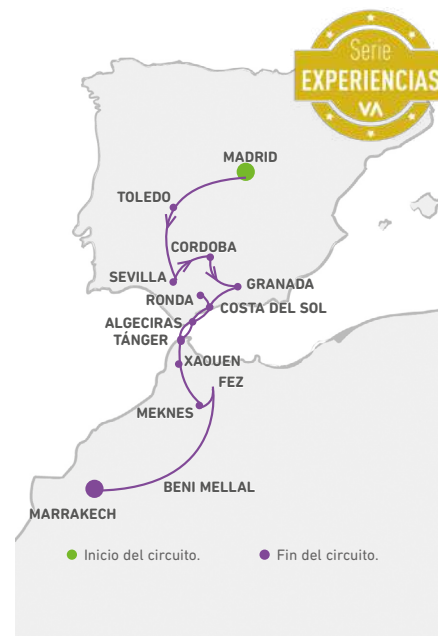 Serie
EXPERIENCIAS
VA
MADRID
TOLEDO
CORDOBA
SEVILLA
GRANADA
RONDA
COSTA DEL SOL
ALGECIRAS
TÁNGER
XAOUEN
FEZ
MEKNES
BENI MELLAL
MARRAKECH
Inicio del circuito.
Fin del circuito.